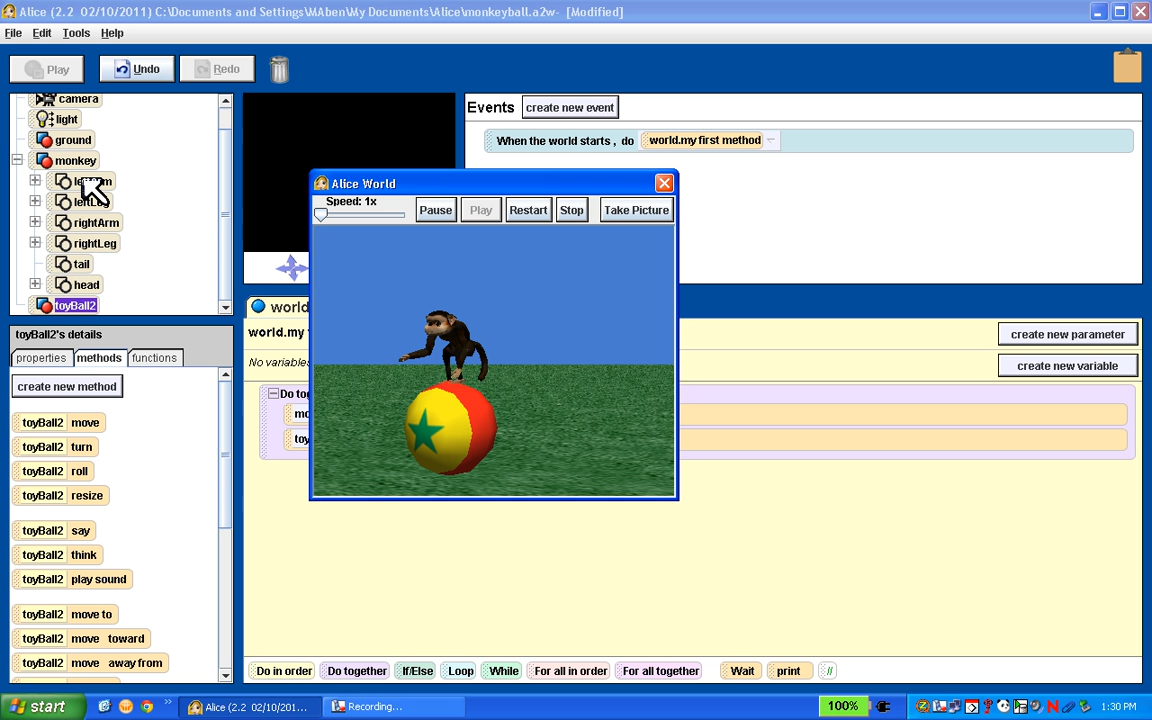 Alice (2.2 02/10/2011) C:\Documents and Settings\MAben\My Documents\Alice\monkeyball.a2w- [Modified]
File Edit Tools Help
Play Undo Redo
camera
light
ground
monkey
rightArm
rightLeg
tail
head
toyBall2
Events create new event
When the world starts , do world.my first method
Alice World
Speed: 1x
Pause Play Restart Stop Take Picture
toyBall2's details
properties methods functions
create new method
toyBall2 move
toyBall2 turn
toyBall2 roll
toyBall2 resize
toyBall2 say
toyBall2 think
toyBall2 play sound
toyBall2 move to
toyBall2 move toward
toyBall2 move away from
world
world.my
create new parameter
No variables
create new variable
Do
Do in order Do together If/Else Loop While For all in order For all together Wait print //
start Alice (2.2 02/10/201... Recording... 100% 1:30 PM